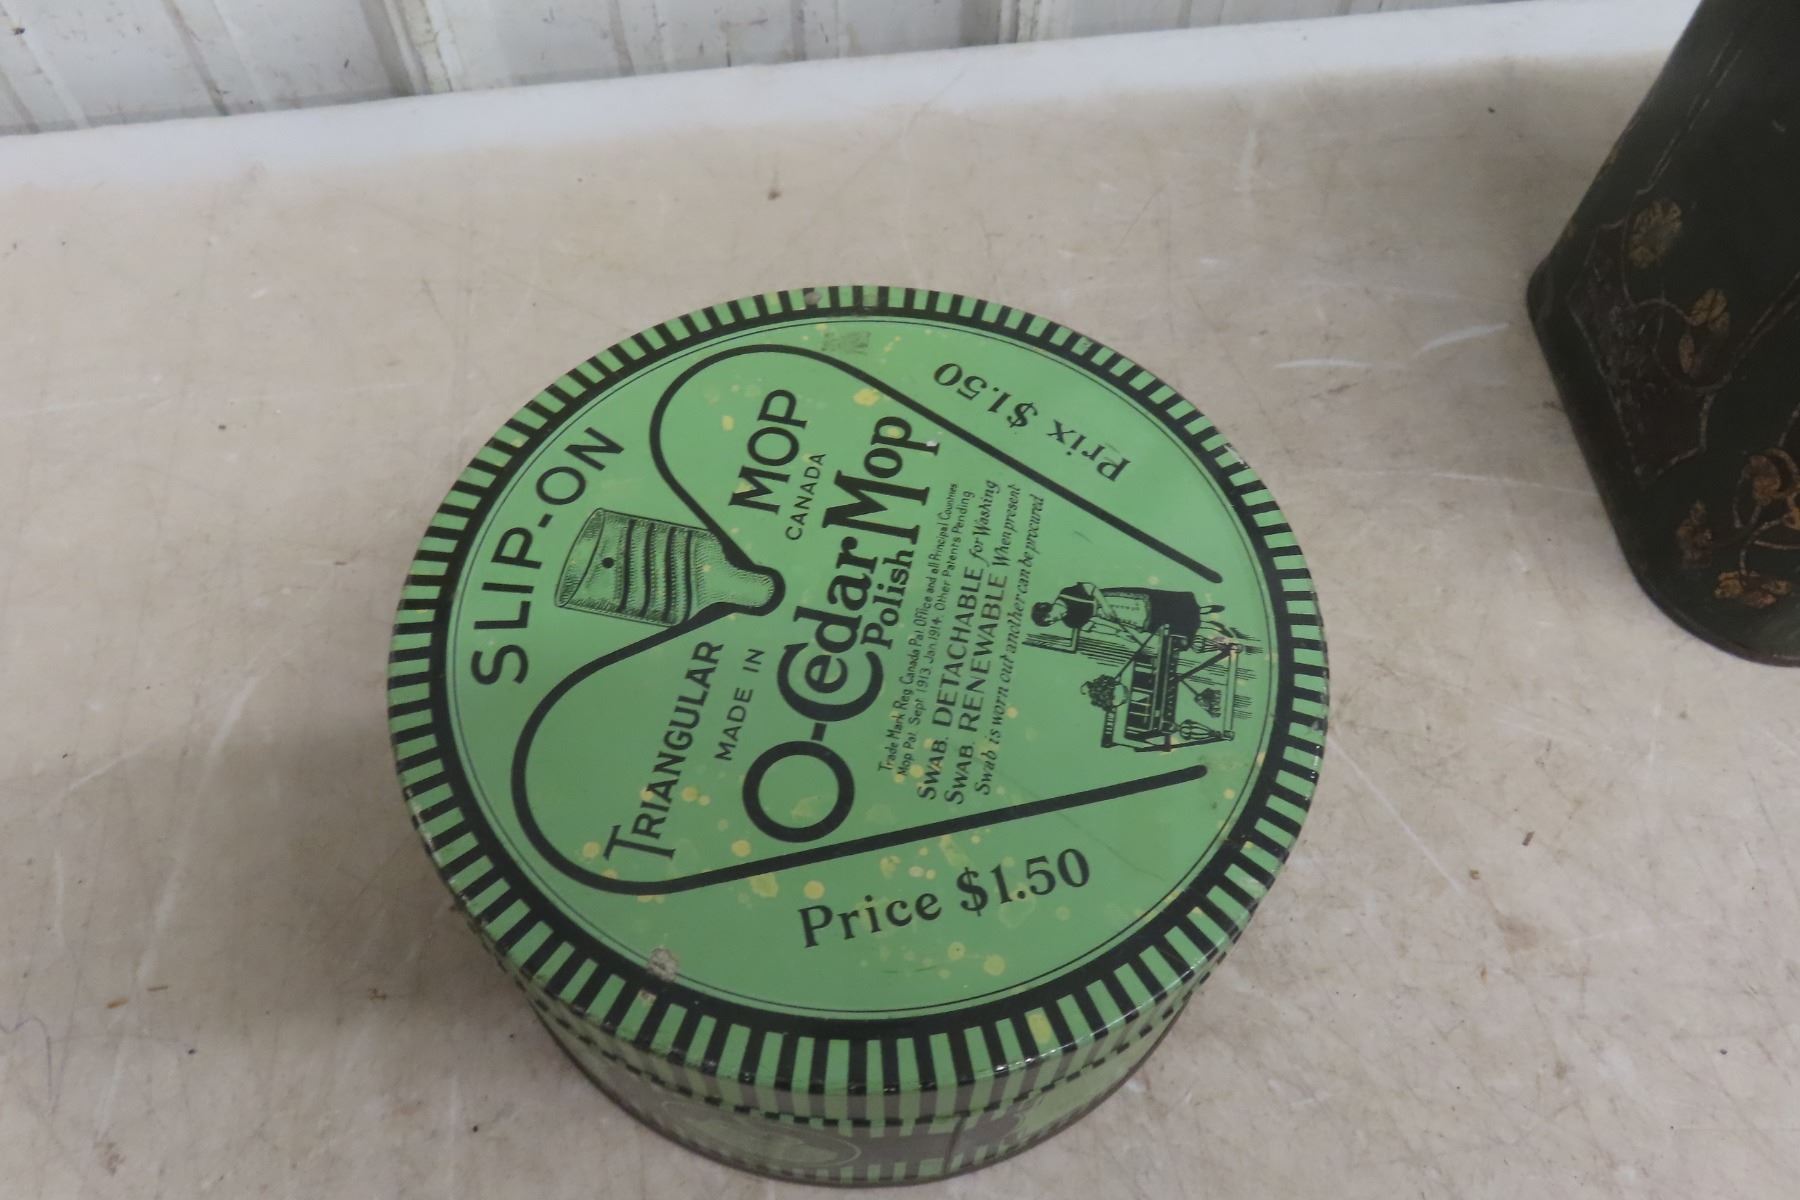 SLIP-ON
TRIANGULAR MOP
MADE IN CANADA
O-Cedar Mop
Polish
Trade Mark Reg. Canada Pat. Office and all Principal Countries
Mop Pat. Sept 1913 Jan. 1914. Other Patents Pending
SWAB. DETACHABLE for Washing
SWAB. RENEWABLE When present
Swab is worn out another can be procured
Price $1.50
Prix $1.50